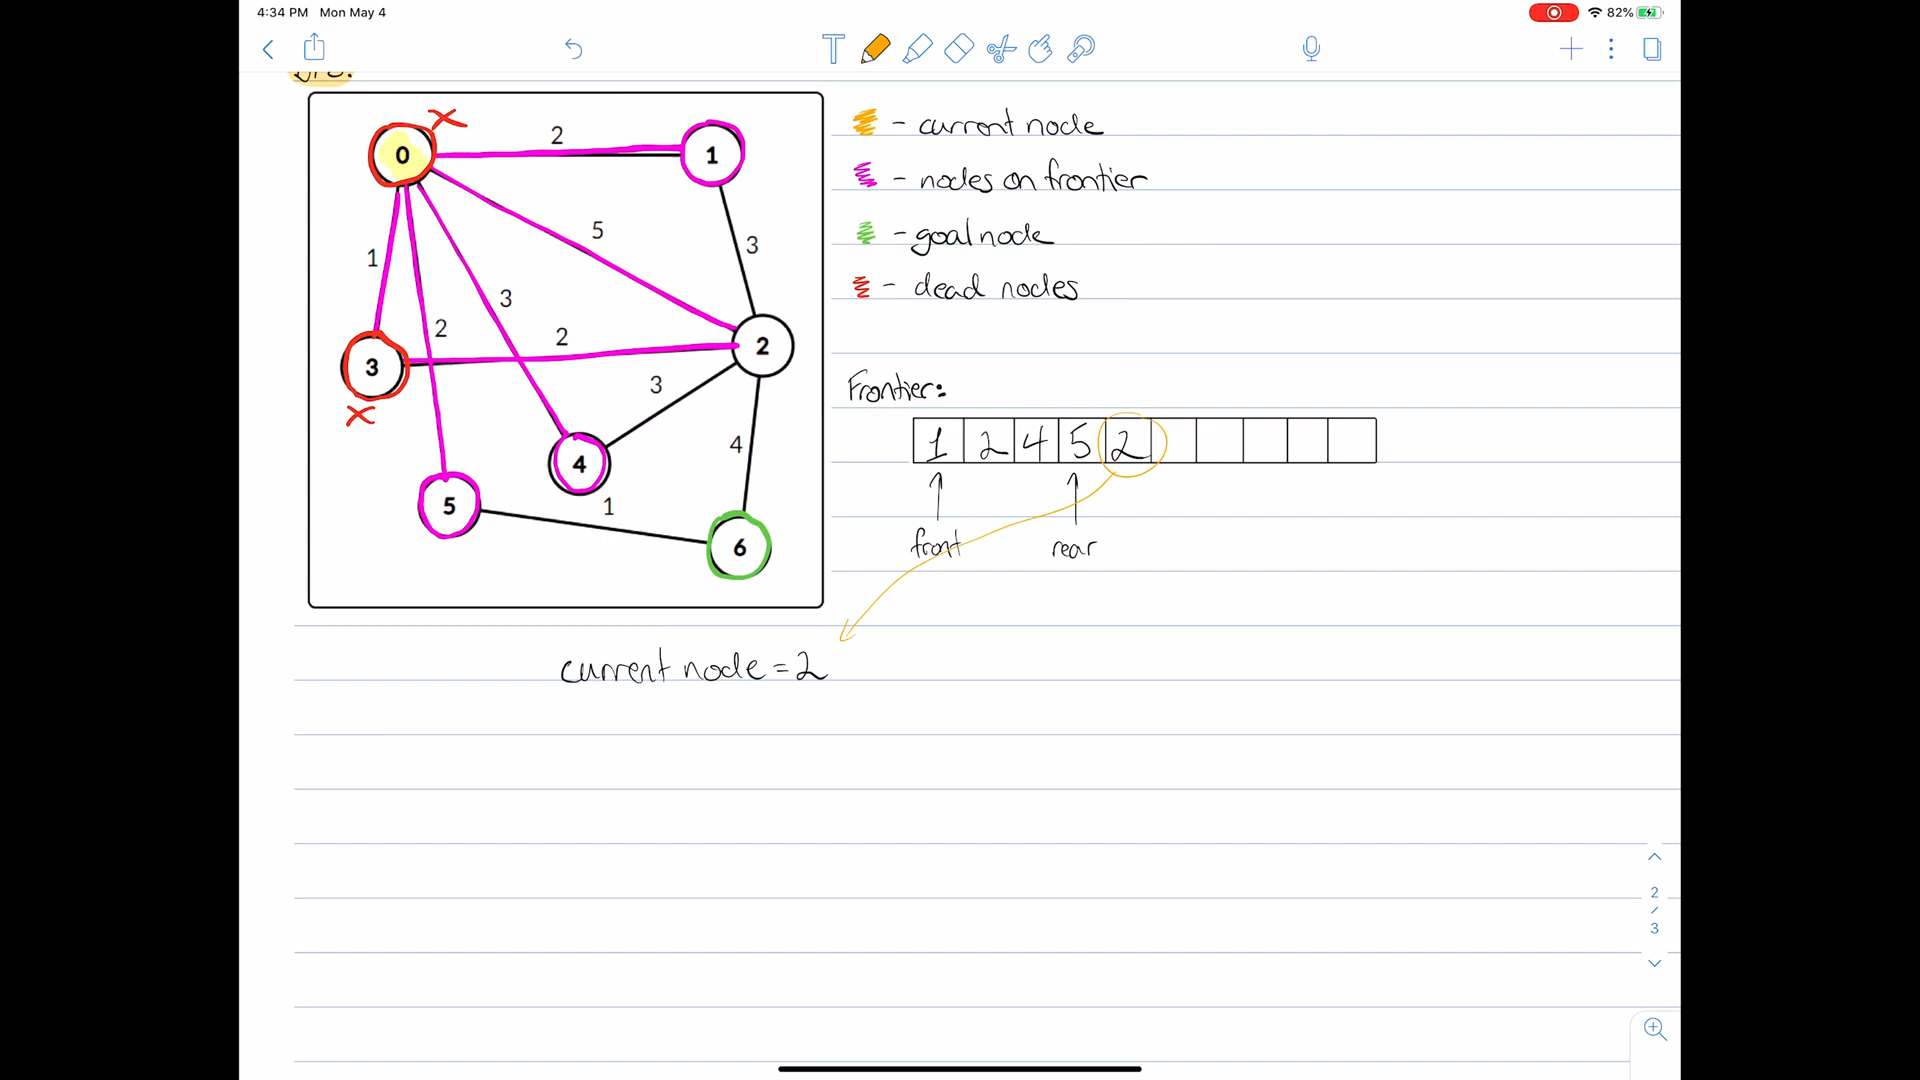 4:34 PM Mon May 4
82%
T
0
2
1
5
3
1
3
2
2
3
2
3
4
4
5
1
6
- current node
- nodes on frontier
- goal node
- dead nodes
Frontier:
1 2 4 5 2
front rear
current node = 2
2
/
3